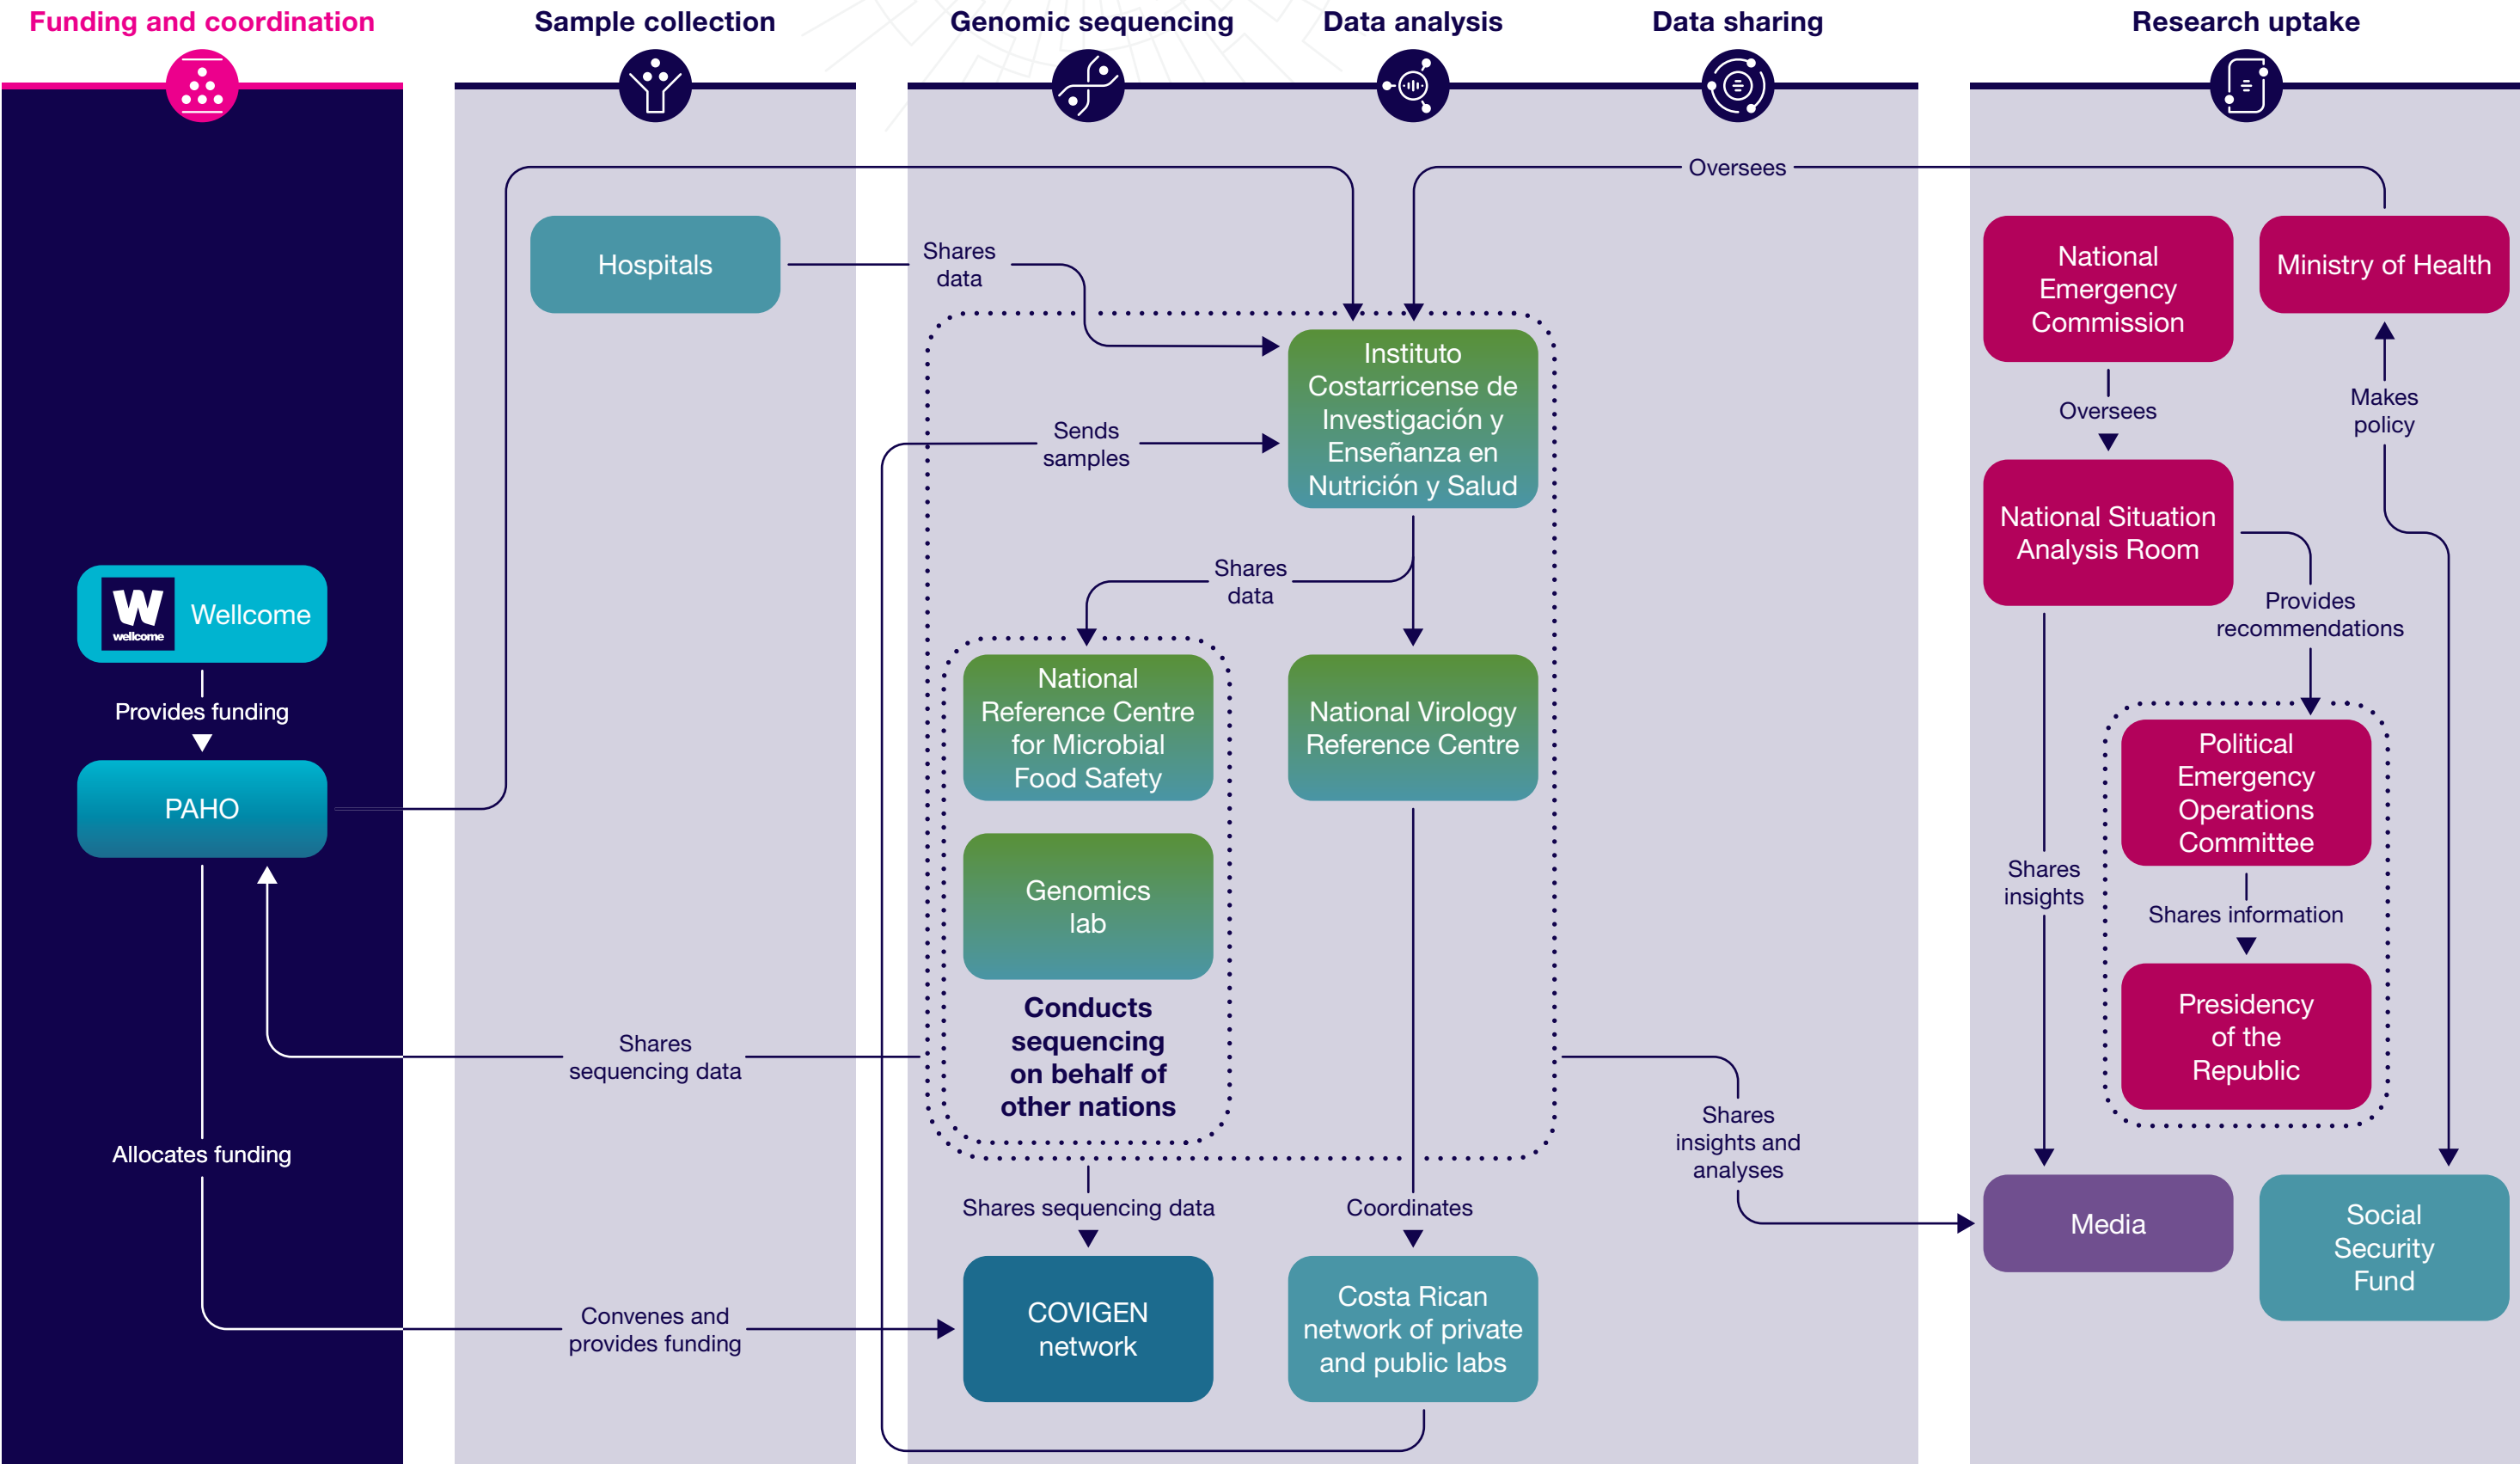 Funding and coordination
Sample collection
Genomic sequencing
Data analysis
Data sharing
Research uptake
Oversees
Hospitals
Shares
data
National
Emergency
Commission
Ministry of Health
Instituto
Costarricense de
Investigación y
Enseñanza en
Nutrición y Salud
Sends
samples
Oversees
Makes
policy
National Situation
Analysis Room
Shares
data
Provides
recommendations
W
wellcome
Wellcome
Provides funding
PAHO
National
Reference Centre
for Microbial
Food Safety
National Virology
Reference Centre
Political
Emergency
Operations
Committee
Genomics
lab
Shares
insights
Shares information
Presidency
of the
Republic
Conducts
sequencing
on behalf of
other nations
Shares
sequencing data
Shares
insights and
analyses
Allocates funding
Shares sequencing data
Coordinates
Media
Social
Security
Fund
Convenes and
provides funding
COVIGEN
network
Costa Rican
network of private
and public labs